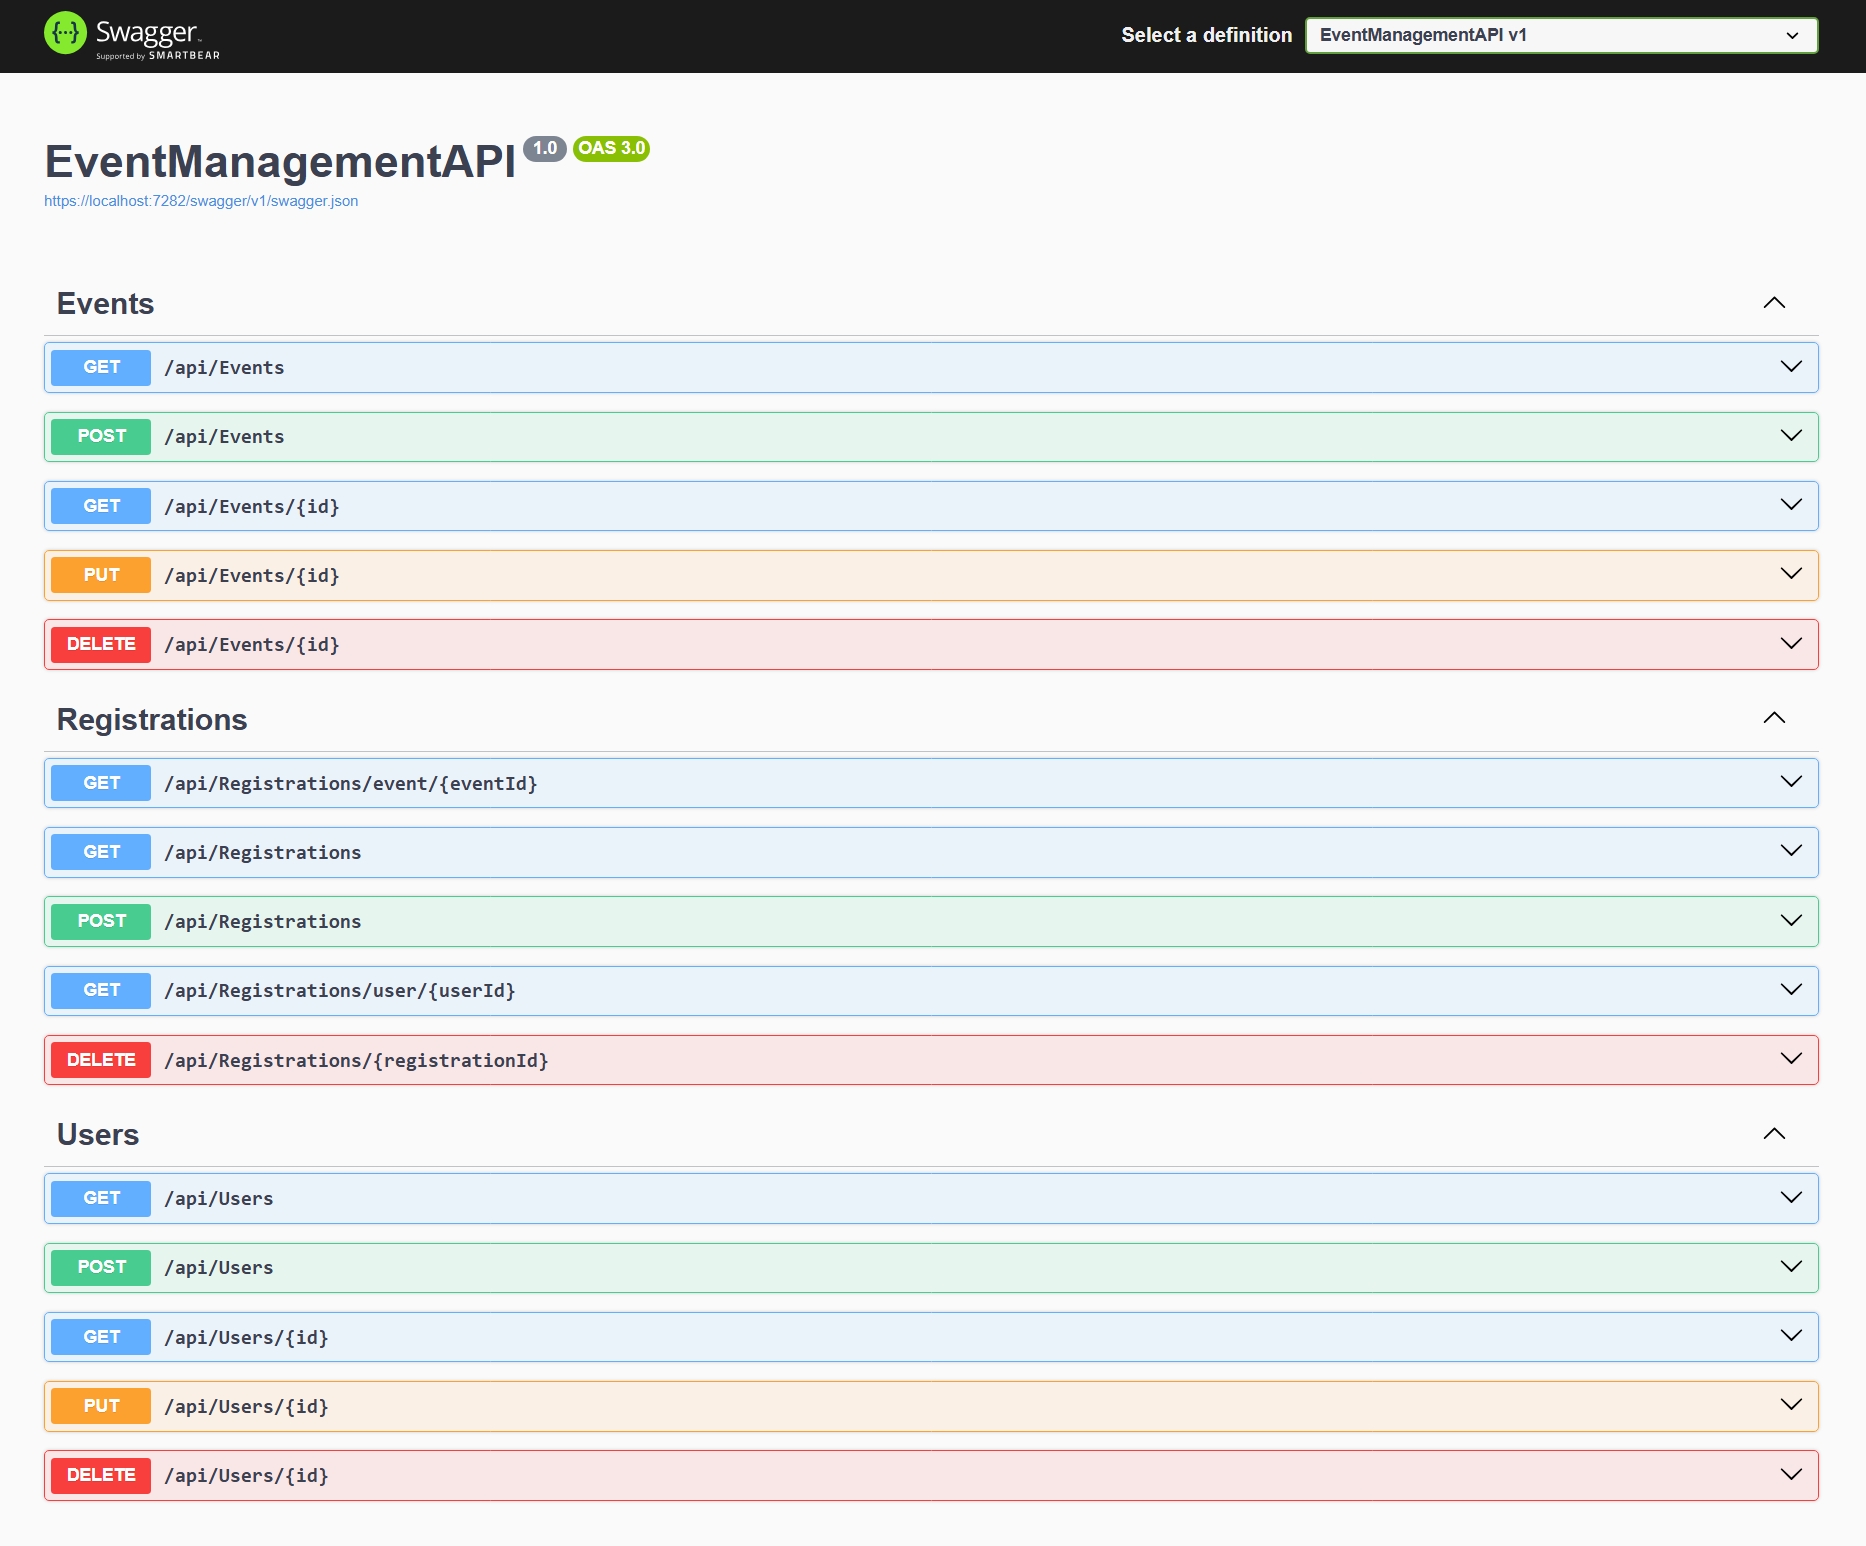 Swagger
Supported by SMARTBEAR
Select a definition
EventManagementAPI v1
EventManagementAPI 1.0 OAS 3.0
https://localhost:7282/swagger/v1/swagger.json
Events
GET /api/Events
POST /api/Events
GET /api/Events/{id}
PUT /api/Events/{id}
DELETE /api/Events/{id}
Registrations
GET /api/Registrations/event/{eventId}
GET /api/Registrations
POST /api/Registrations
GET /api/Registrations/user/{userId}
DELETE /api/Registrations/{registrationId}
Users
GET /api/Users
POST /api/Users
GET /api/Users/{id}
PUT /api/Users/{id}
DELETE /api/Users/{id}